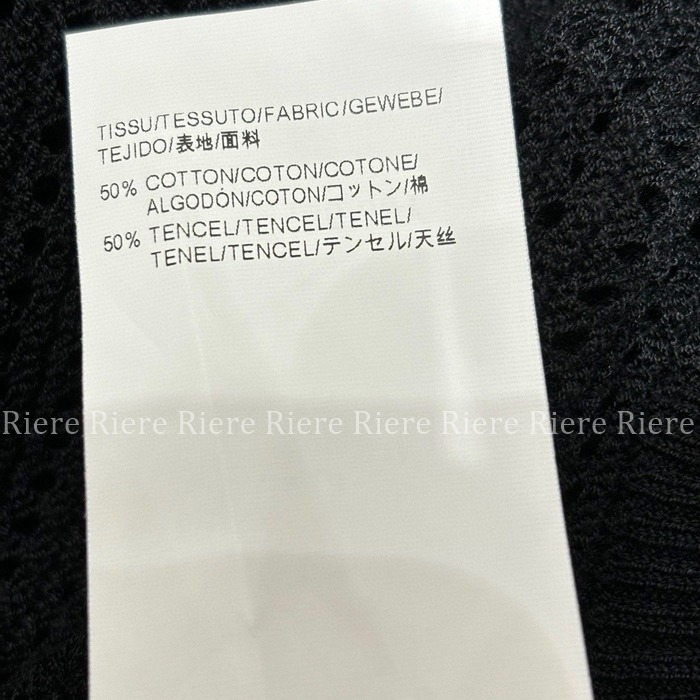 TISSU/TESSUTO/FABRIC/GEWEBE/
TEJIDO/表地/面料
50% COTTON/COTON/COTONE/
ALGODÓN/COTON/コットン/棉
50% TENCEL/TENCEL/TENEL/
TENEL/TENCEL/テンセル/天丝
Riere Riere Riere Riere Riere Riere Riere Riere